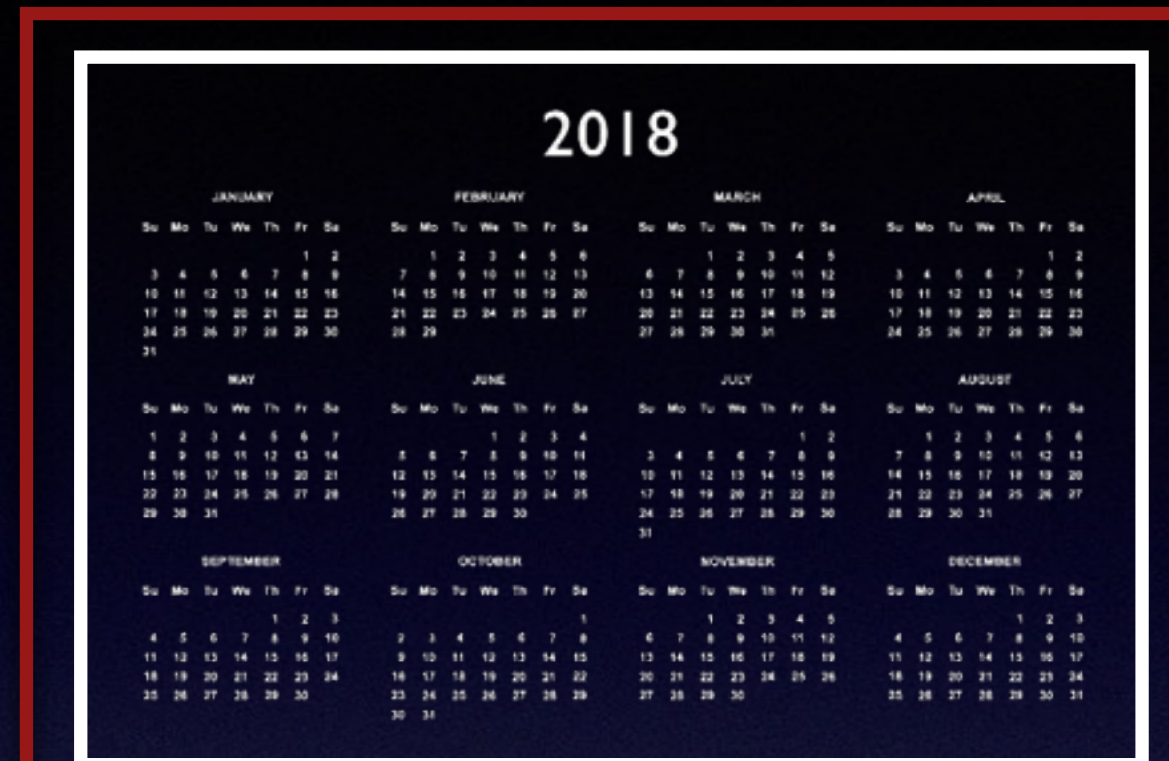 2018
JANUARY
Su Mo Tu We Th Fr Sa
1 2
3 4 5 6 7 8 9
10 11 12 13 14 15 16
17 18 19 20 21 22 23
24 25 26 27 28 29 30
31
FEBRUARY
Su Mo Tu We Th Fr Sa
1 2 3 4 5 6
7 8 9 10 11 12 13
14 15 16 17 18 19 20
21 22 23 24 25 26 27
28 29
MARCH
Su Mo Tu We Th Fr Sa
1 2 3 4 5
6 7 8 9 10 11 12
13 14 15 16 17 18 19
20 21 22 23 24 25 26
27 28 29 30 31
APRIL
Su Mo Tu We Th Fr Sa
1 2
3 4 5 6 7 8 9
10 11 12 13 14 15 16
17 18 19 20 21 22 23
24 25 26 27 28 29 30
MAY
Su Mo Tu We Th Fr Sa
1 2 3 4 5 6 7
8 9 10 11 12 13 14
15 16 17 18 19 20 21
22 23 24 25 26 27 28
29 30 31
JUNE
Su Mo Tu We Th Fr Sa
1 2 3 4
5 6 7 8 9 10 11
12 13 14 15 16 17 18
19 20 21 22 23 24 25
26 27 28 29 30
JULY
Su Mo Tu We Th Fr Sa
1 2
3 4 5 6 7 8 9
10 11 12 13 14 15 16
17 18 19 20 21 22 23
24 25 26 27 28 29 30
31
AUGUST
Su Mo Tu We Th Fr Sa
1 2 3 4 5 6
7 8 9 10 11 12 13
14 15 16 17 18 19 20
21 22 23 24 25 26 27
28 29 30 31
SEPTEMBER
Su Mo Tu We Th Fr Sa
1 2 3
4 5 6 7 8 9 10
11 12 13 14 15 16 17
18 19 20 21 22 23 24
25 26 27 28 29 30
OCTOBER
Su Mo Tu We Th Fr Sa
1
2 3 4 5 6 7 8
9 10 11 12 13 14 15
16 17 18 19 20 21 22
23 24 25 26 27 28 29
30 31
NOVEMBER
Su Mo Tu We Th Fr Sa
1 2 3 4 5
6 7 8 9 10 11 12
13 14 15 16 17 18 19
20 21 22 23 24 25 26
27 28 29 30
DECEMBER
Su Mo Tu We Th Fr Sa
1 2 3
4 5 6 7 8 9 10
11 12 13 14 15 16 17
18 19 20 21 22 23 24
25 26 27 28 29 30 31